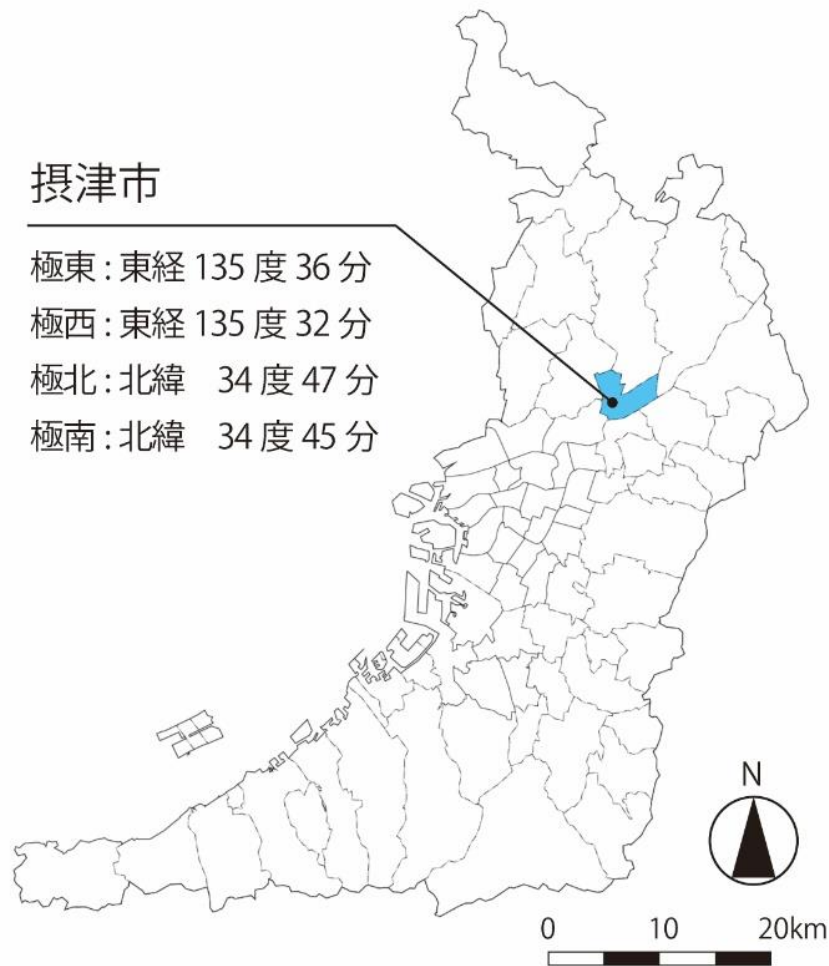 摂津市
極東 : 東経 135 度 36 分
極西 : 東経 135 度 32 分
極北 : 北緯　34 度 47 分
極南 : 北緯　34 度 45 分
N
0 10 20km